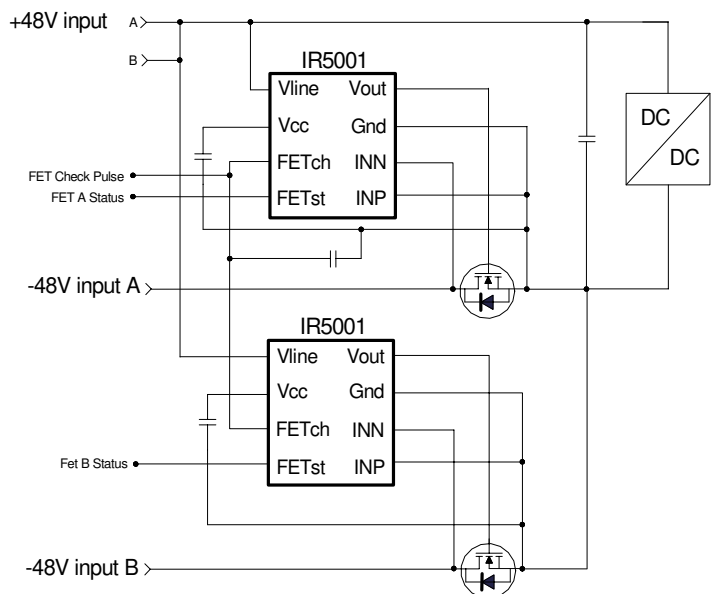 +48V input
A
B
IR5001
Vline Vout
Vcc Gnd
FETch INN
FETst INP
DC
DC
FET Check Pulse
FET A Status
-48V input A
IR5001
Vline Vout
Vcc Gnd
FETch INN
FETst INP
Fet B Status
-48V input B